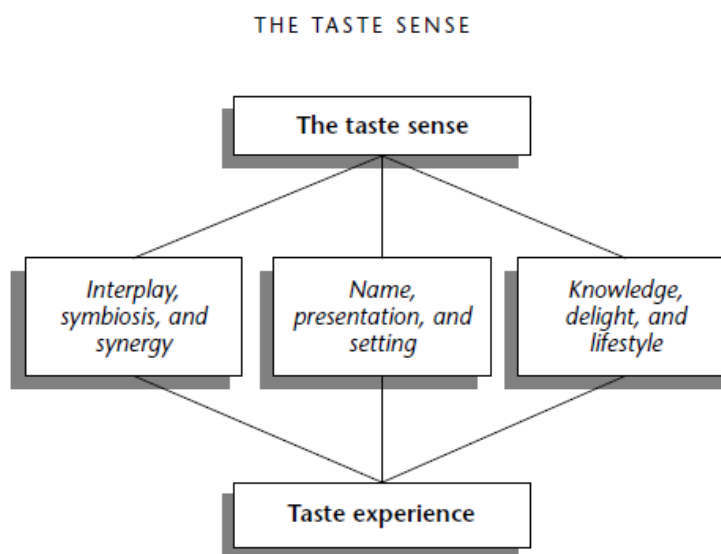 THE TASTE SENSE
The taste sense
Interplay,
symbiosis, and
synergy
Name,
presentation, and
setting
Knowledge,
delight, and
lifestyle
Taste experience